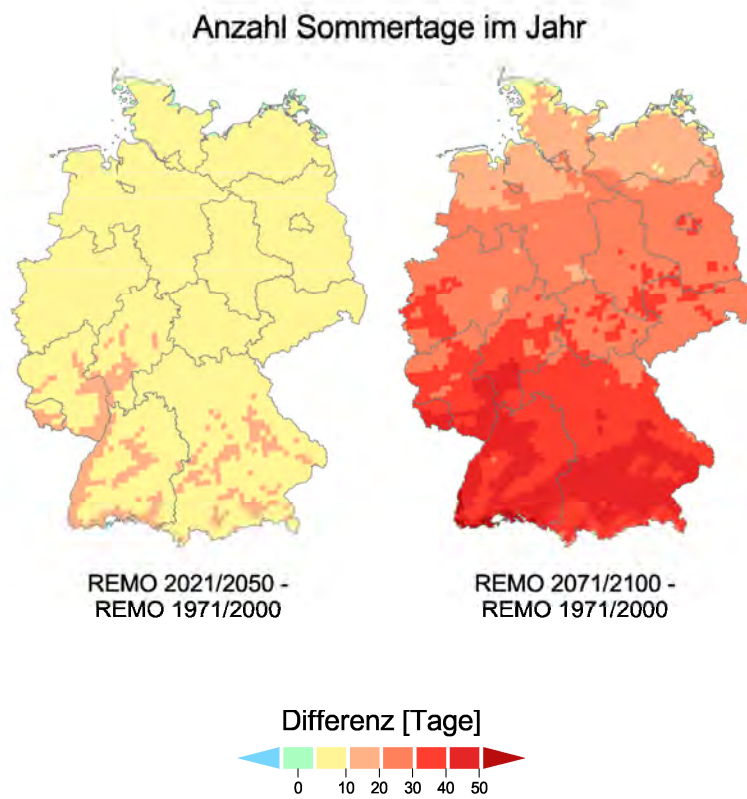 Anzahl Sommertage im Jahr
REMO 2021/2050 -
REMO 1971/2000
REMO 2071/2100 -
REMO 1971/2000
Differenz [Tage]
0 10 20 30 40 50